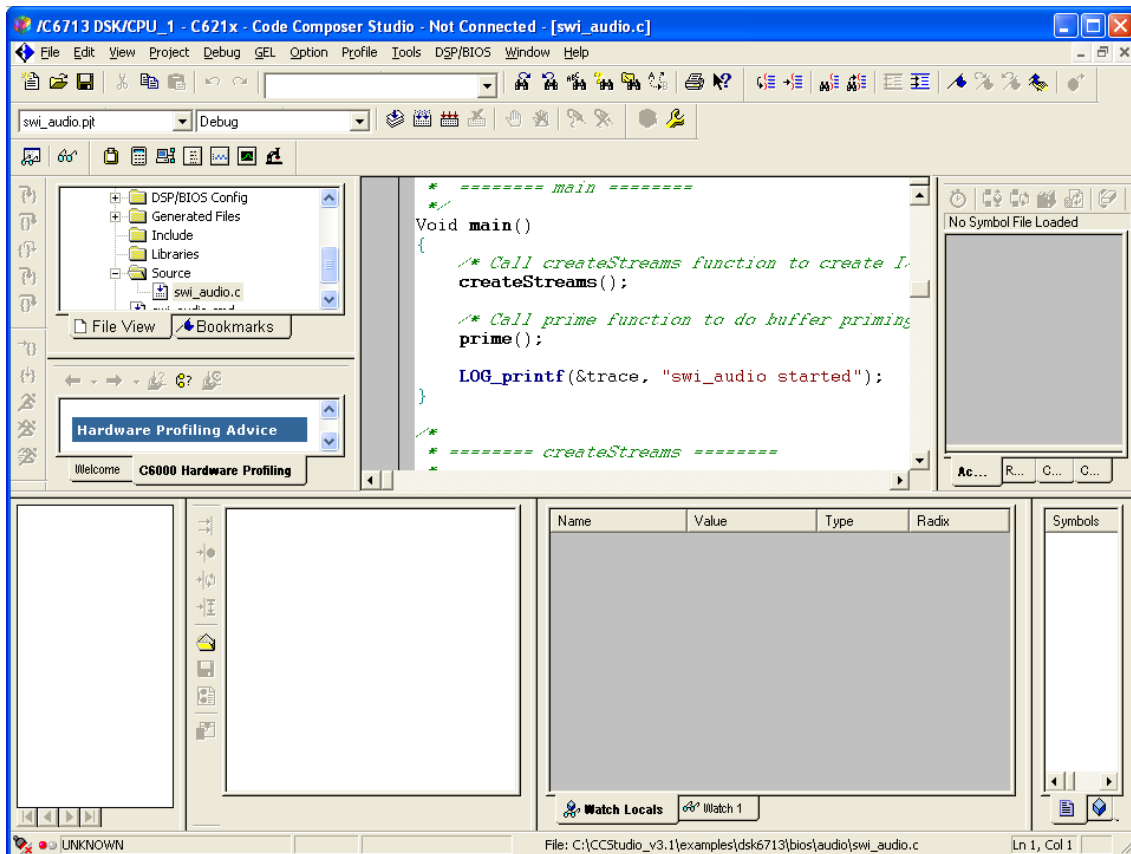 /C6713 DSK/CPU_1 - C621x - Code Composer Studio - Not Connected - [swi_audio.c]
File Edit View Project Debug GEL Option Profile Tools DSP/BIOS Window Help
swi_audio.pjt Debug
DSP/BIOS Config
Generated Files
Include
Libraries
Source
swi_audio.c
File View Bookmarks
Hardware Profiling Advice
Welcome C6000 Hardware Profiling
* ======== main ========
*/
Void main()
{
/* Call createStreams function to create I/
createStreams();
/* Call prime function to do buffer priming
prime();
LOG_printf(&trace, "swi_audio started");
}
/*
* ======== createStreams ========
*
No Symbol File Loaded
Ac... R... C... C...
Name Value Type Radix
Watch Locals Watch 1
Symbols
UNKNOWN File: C:\CCStudio_v3.1\examples\dsk6713\bios\audio\swi_audio.c Ln 1, Col 1